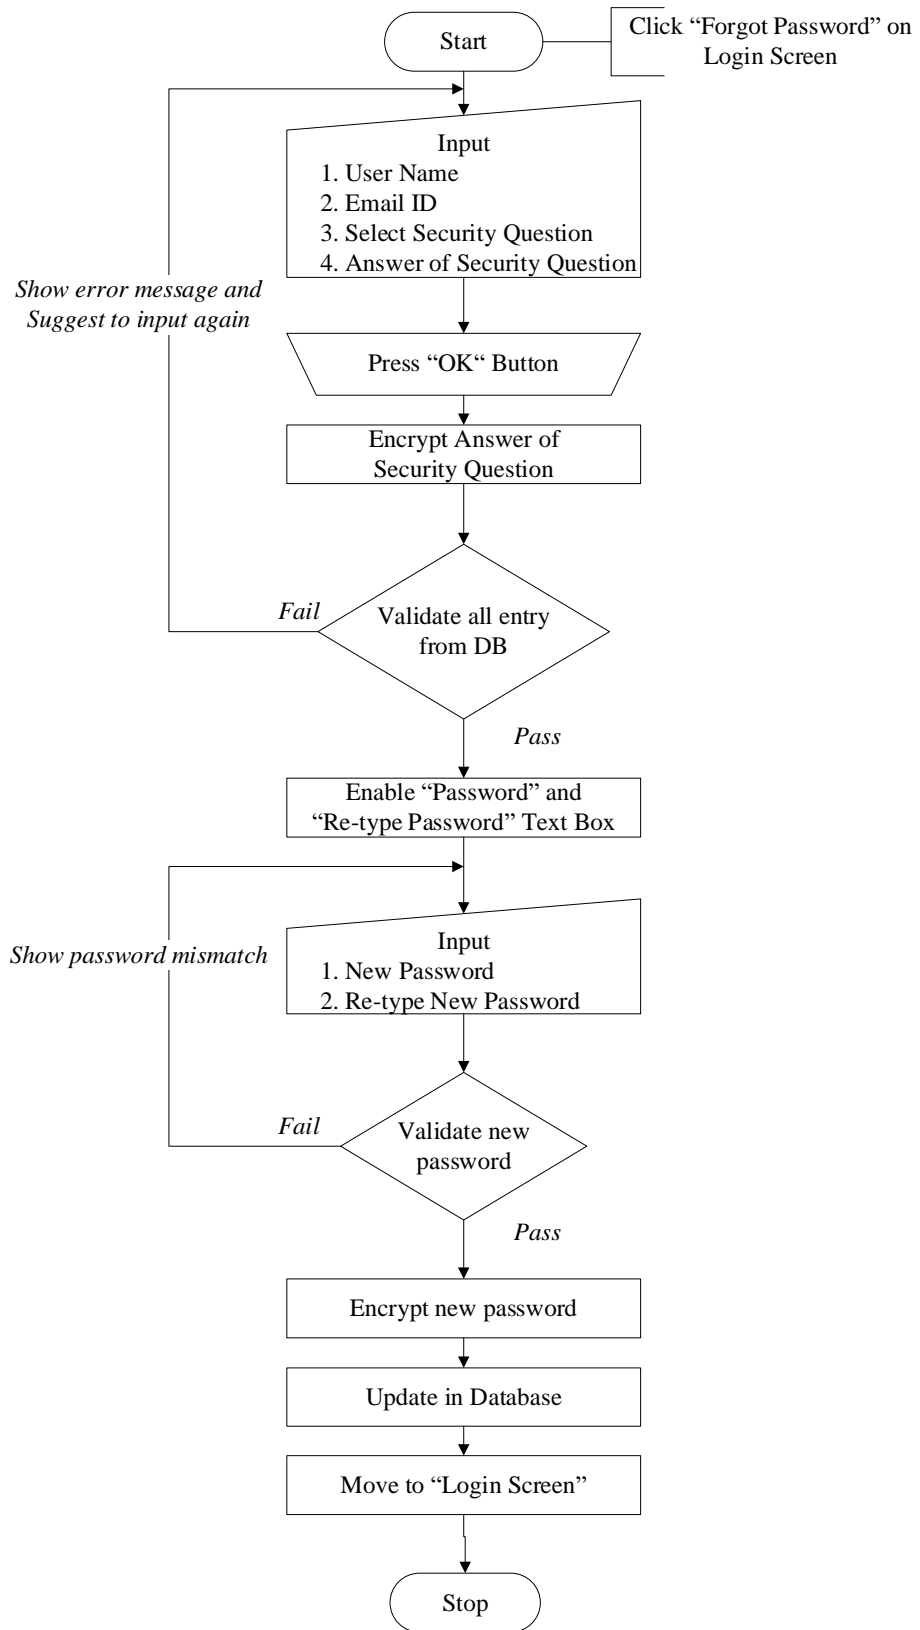 Start
Click “Forgot Password” on
Login Screen
Input
1. User Name
2. Email ID
3. Select Security Question
4. Answer of Security Question
Show error message and
Suggest to input again
Press “OK“ Button
Encrypt Answer of
Security Question
Fail
Validate all entry
from DB
Pass
Enable “Password” and
“Re-type Password” Text Box
Show password mismatch
Input
1. New Password
2. Re-type New Password
Fail
Validate new
password
Pass
Encrypt new password
Update in Database
Move to “Login Screen”
Stop